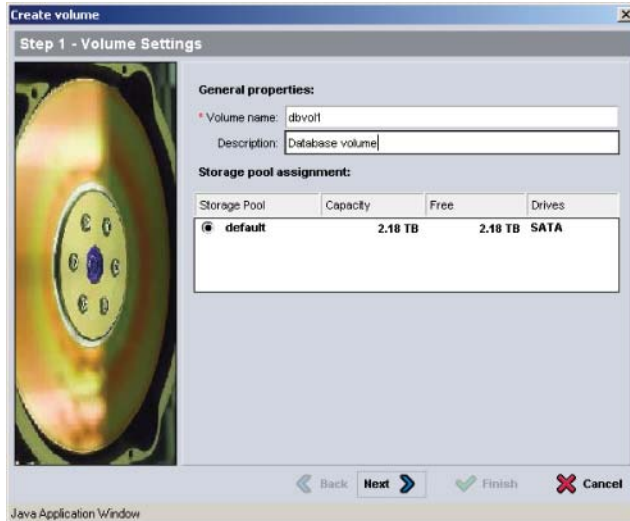 Create volume
Step 1 - Volume Settings
General properties:
* Volume name: dbvol1
Description: Database volume
Storage pool assignment:
Storage Pool Capacity Free Drives
default 2.18 TB 2.18 TB SATA
Back Next Finish Cancel
Java Application Window